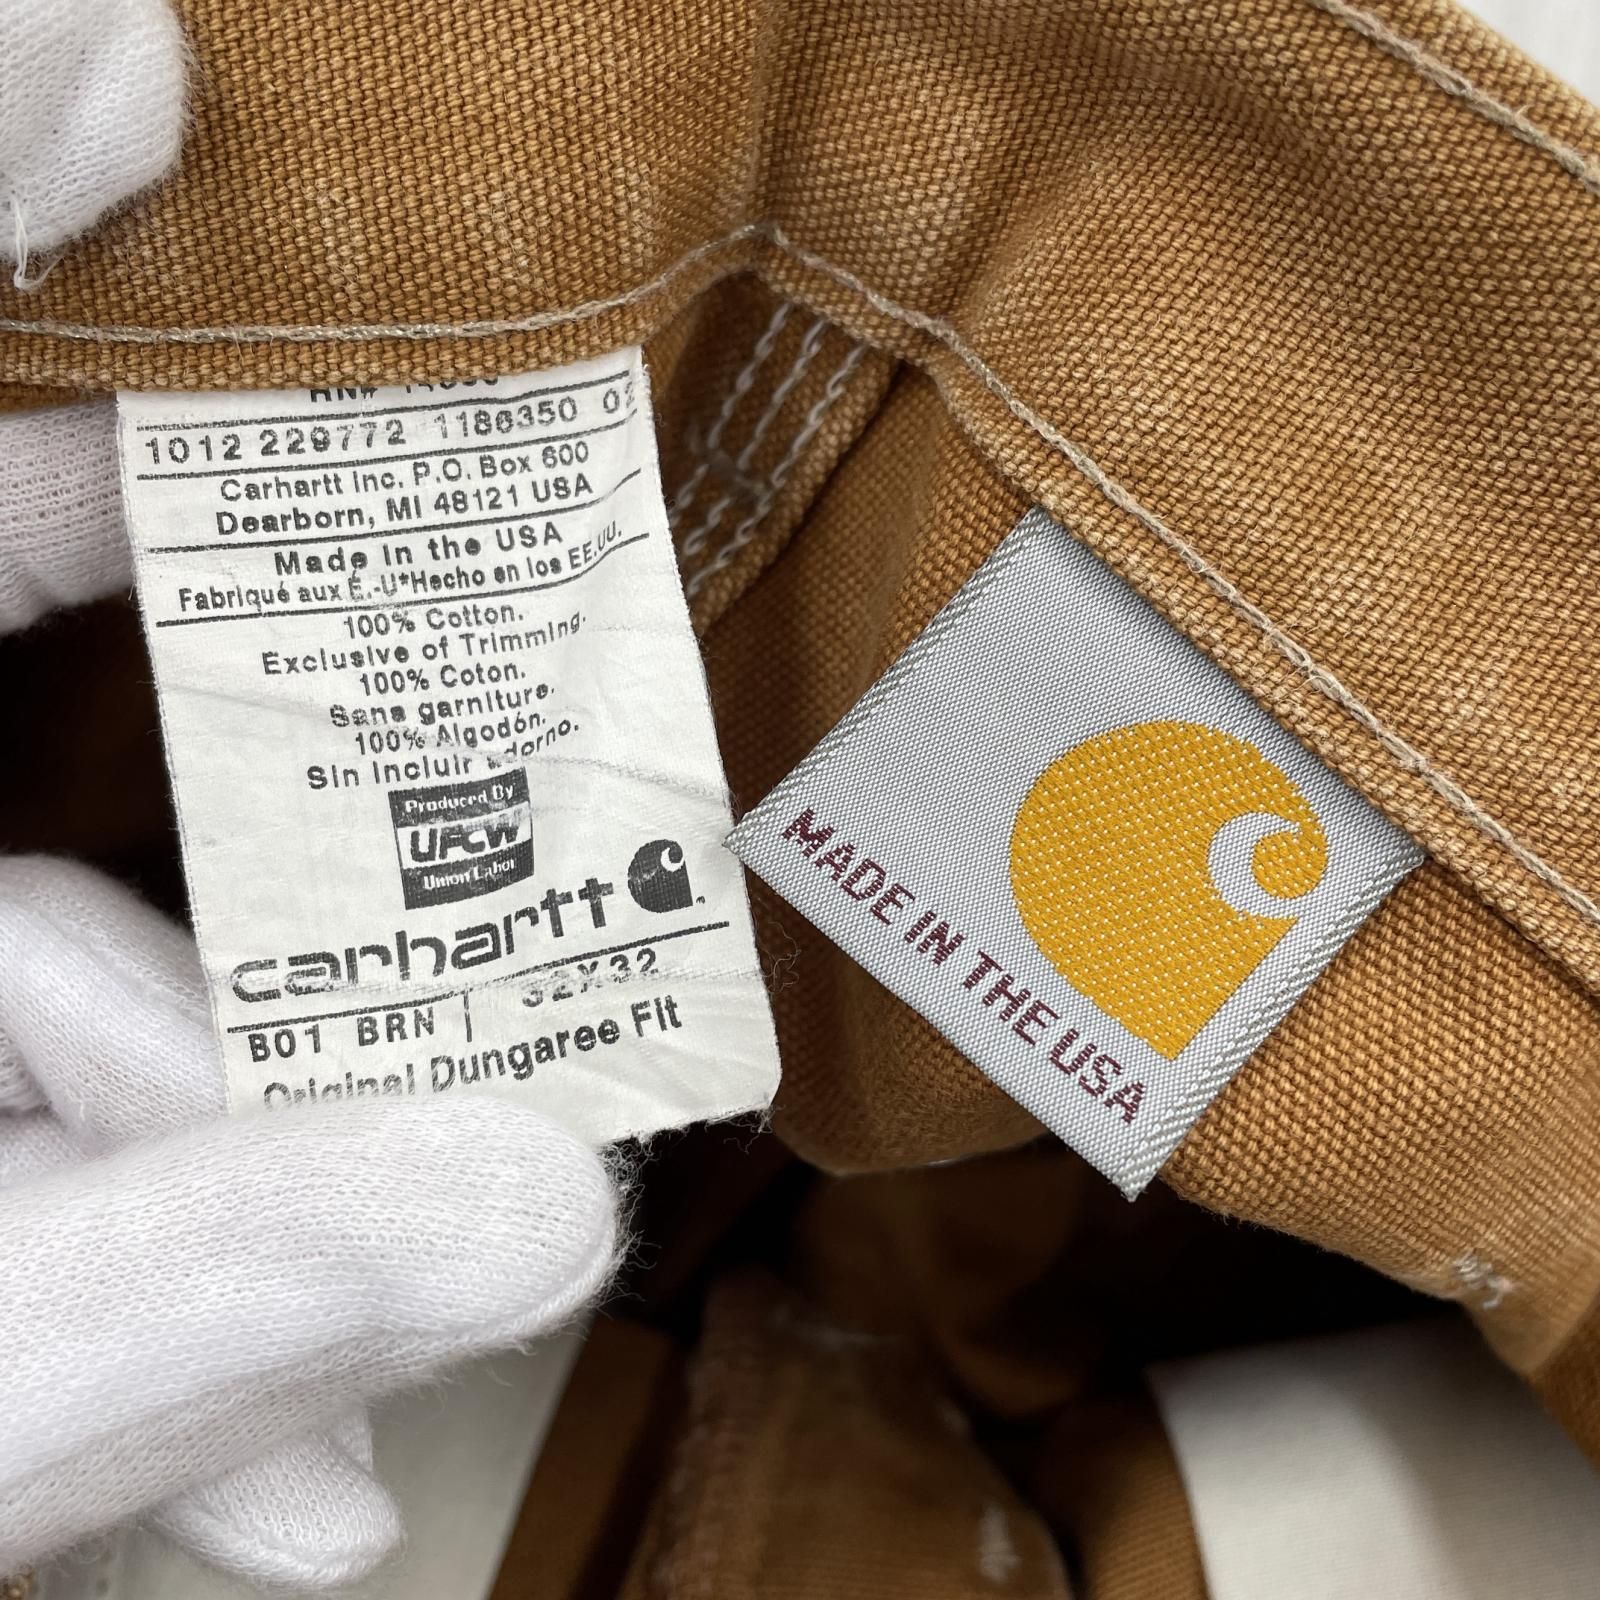 RN#
1012 229772 1186350 02
Carhartt Inc. P.O. Box 600
Dearborn, MI 48121 USA
Made in the USA
Fabriqué aux É.-U*Hecho en los EE.UU.
100% Cotton.
Exclusive of Trimming.
100% Coton.
Sans garniture.
100% Algodón.
Sin incluir adorno.
Produced By
UFCW
Union Labor
carhartt
B01 BRN 32X32
Original Dungaree Fit
MADE IN THE USA